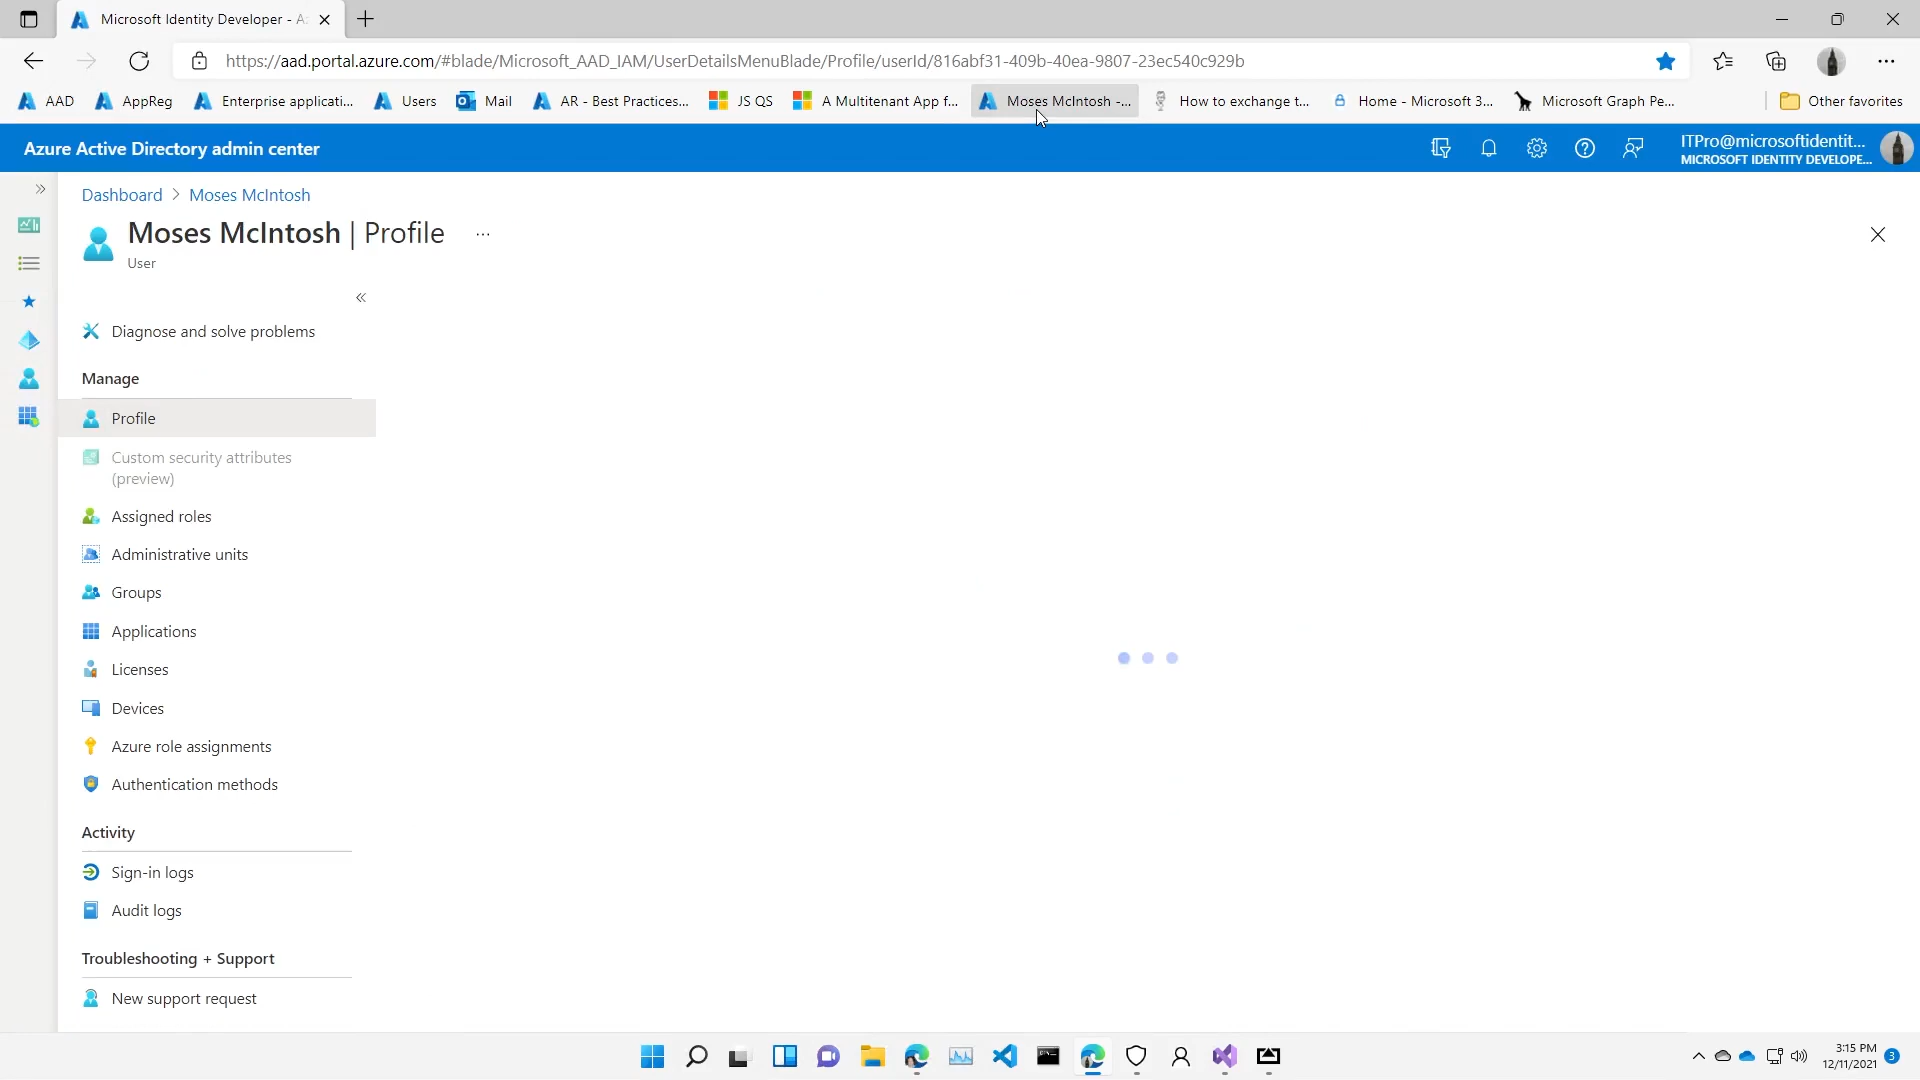 Microsoft Identity Developer - A
https://aad.portal.azure.com/#blade/Microsoft_AAD_IAM/UserDetailsMenuBlade/Profile/userId/816abf31-409b-40ea-9807-23ec540c929b
AAD AppReg Enterprise applicati... Users Mail AR - Best Practices... JS QS A Multitenant App f... Moses McIntosh -... How to exchange t... Home - Microsoft 3... Microsoft Graph Pe... Other favorites
Azure Active Directory admin center
ITPro@microsoftidentit...
MICROSOFT IDENTITY DEVELOPE...
Dashboard > Moses McIntosh
Moses McIntosh | Profile ...
User
Diagnose and solve problems
Manage
Profile
Custom security attributes
(preview)
Assigned roles
Administrative units
Groups
Applications
Licenses
Devices
Azure role assignments
Authentication methods
Activity
Sign-in logs
Audit logs
Troubleshooting + Support
New support request
3:15 PM
12/11/2021
3